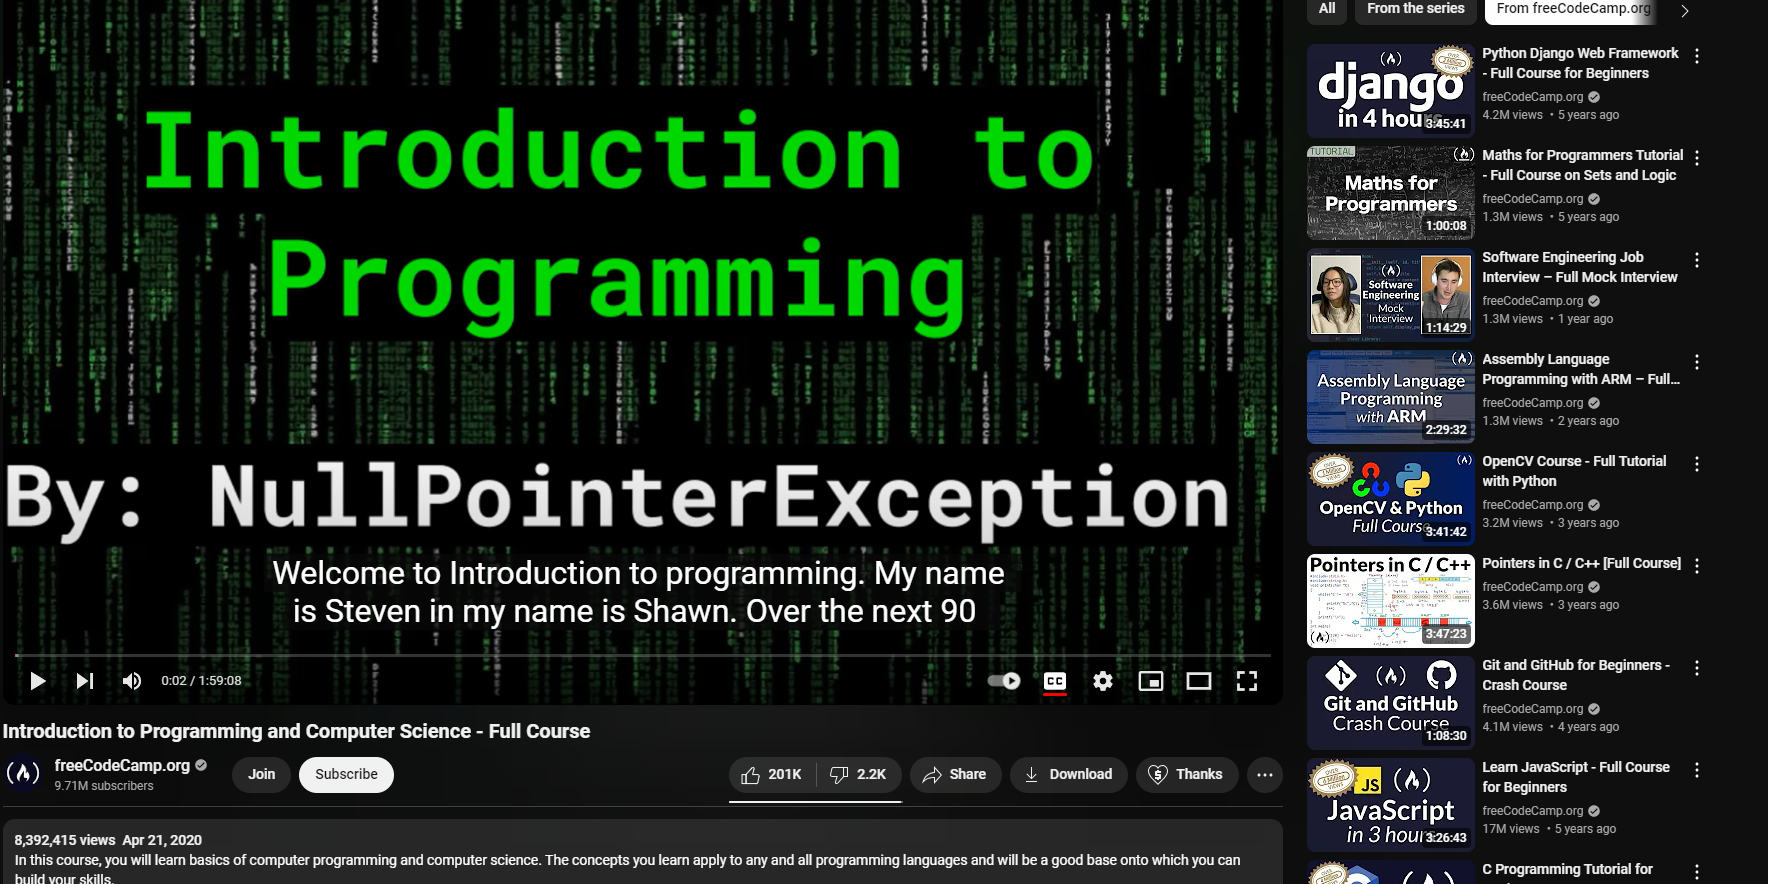 Introduction to
Programming
By: NullPointerException
Welcome to Introduction to programming. My name
is Steven in my name is Shawn. Over the next 90
0:02 / 1:59:08
CC
Introduction to Programming and Computer Science - Full Course
freeCodeCamp.org
9.71M subscribers
Join
Subscribe
201K
2.2K
Share
Download
Thanks
8,392,415 views Apr 21, 2020
In this course, you will learn basics of computer programming and computer science. The concepts you learn apply to any and all programming languages and will be a good base onto which you can
build your skills.
All
From the series
From freeCodeCamp.org
django
in 4 hou
3:45:41
Python Django Web Framework
- Full Course for Beginners
freeCodeCamp.org
4.2M views • 5 years ago
TUTORIAL
Maths for
Programmers
1:00:08
Maths for Programmers Tutorial
- Full Course on Sets and Logic
freeCodeCamp.org
1.3M views • 5 years ago
Software
Engineering
Mock
Interview
1:14:29
Software Engineering Job
Interview – Full Mock Interview
freeCodeCamp.org
1.3M views • 1 year ago
Assembly Language
Programming
with ARM
2:29:32
Assembly Language
Programming with ARM – Full...
freeCodeCamp.org
1.3M views • 2 years ago
OpenCV & Python
Full Course
3:41:42
OpenCV Course - Full Tutorial
with Python
freeCodeCamp.org
3.2M views • 3 years ago
Pointers in C / C++
3:47:23
Pointers in C / C++ [Full Course]
freeCodeCamp.org
3.6M views • 3 years ago
Git and GitHub
Crash Course
1:08:30
Git and GitHub for Beginners -
Crash Course
freeCodeCamp.org
4.1M views • 4 years ago
JS
JavaScript
in 3 hours
3:26:43
Learn JavaScript - Full Course
for Beginners
freeCodeCamp.org
17M views • 5 years ago
C Programming Tutorial for